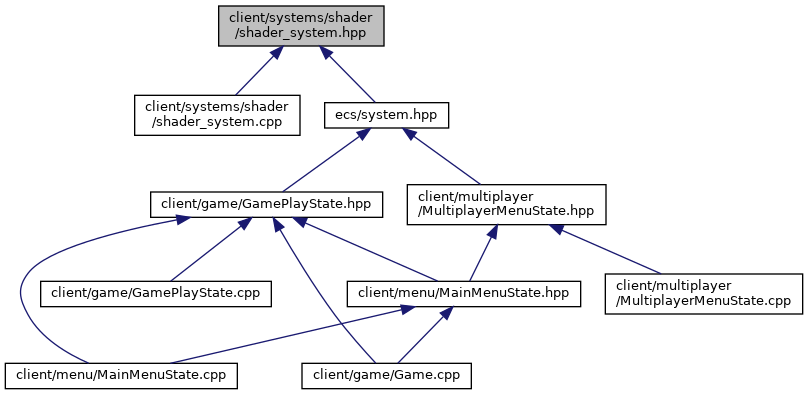 client/systems/shader
/shader_system.hpp
client/systems/shader
/shader_system.cpp
ecs/system.hpp
client/game/GamePlayState.hpp
client/multiplayer
/MultiplayerMenuState.hpp
client/game/GamePlayState.cpp
client/menu/MainMenuState.hpp
client/multiplayer
/MultiplayerMenuState.cpp
client/menu/MainMenuState.cpp
client/game/Game.cpp